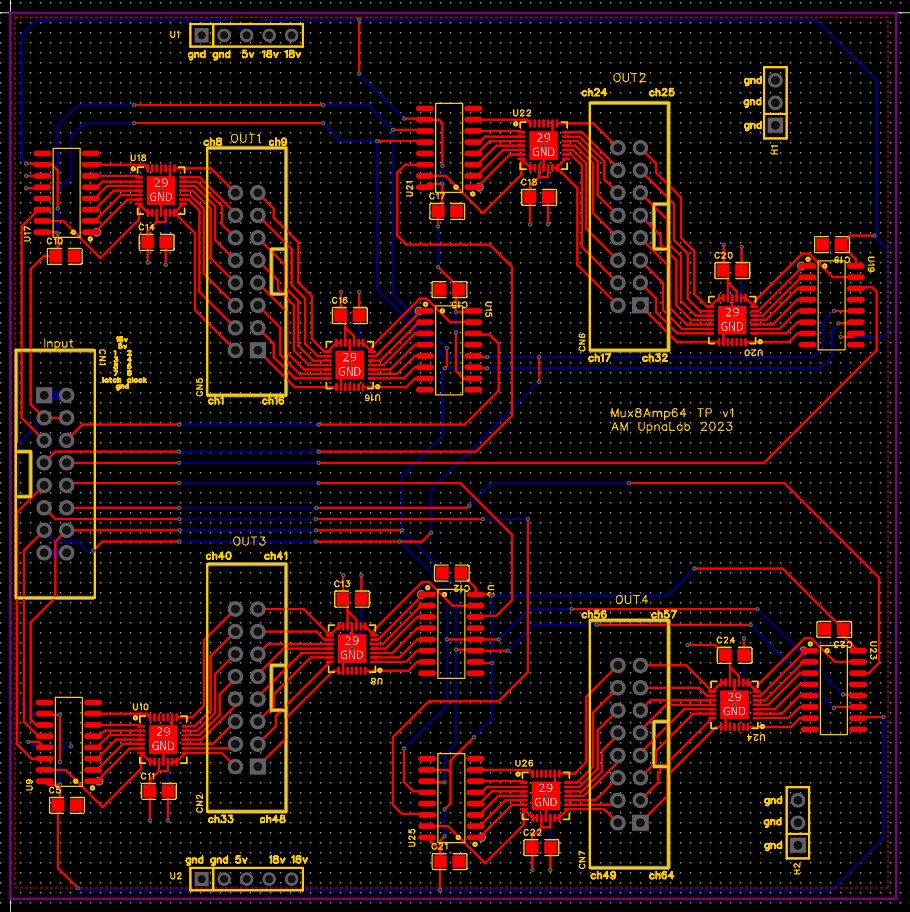 U1
gnd gnd 5v 18v 18v
OUT2
ch24 ch25
gnd
gnd
gnd
H1
U22
29
GND
U21
C17
C18
OUT1
ch8 ch9
U18
29
GND
U17
C10
C14
C16
29
GND
U16
C15
U15
C20
29
GND
U20
C19
U19
CN6
ch17 ch32
CN5
ch1 ch16
Input
CN1
18v
5v
latch clock
gnd
Mux8Amp64 TP v1
AM UpnaLab 2023
OUT3
ch40 ch41
C13
29
GND
U8
C12
OUT4
ch56 ch57
C24
29
GND
U24
C23
U23
U10
29
GND
U9
C5
C11
CN2
ch33 ch48
U26
29
GND
U25
C21
C22
CN7
ch49 ch64
gnd
gnd
gnd
H2
gnd gnd 5v 18v 18v
U2